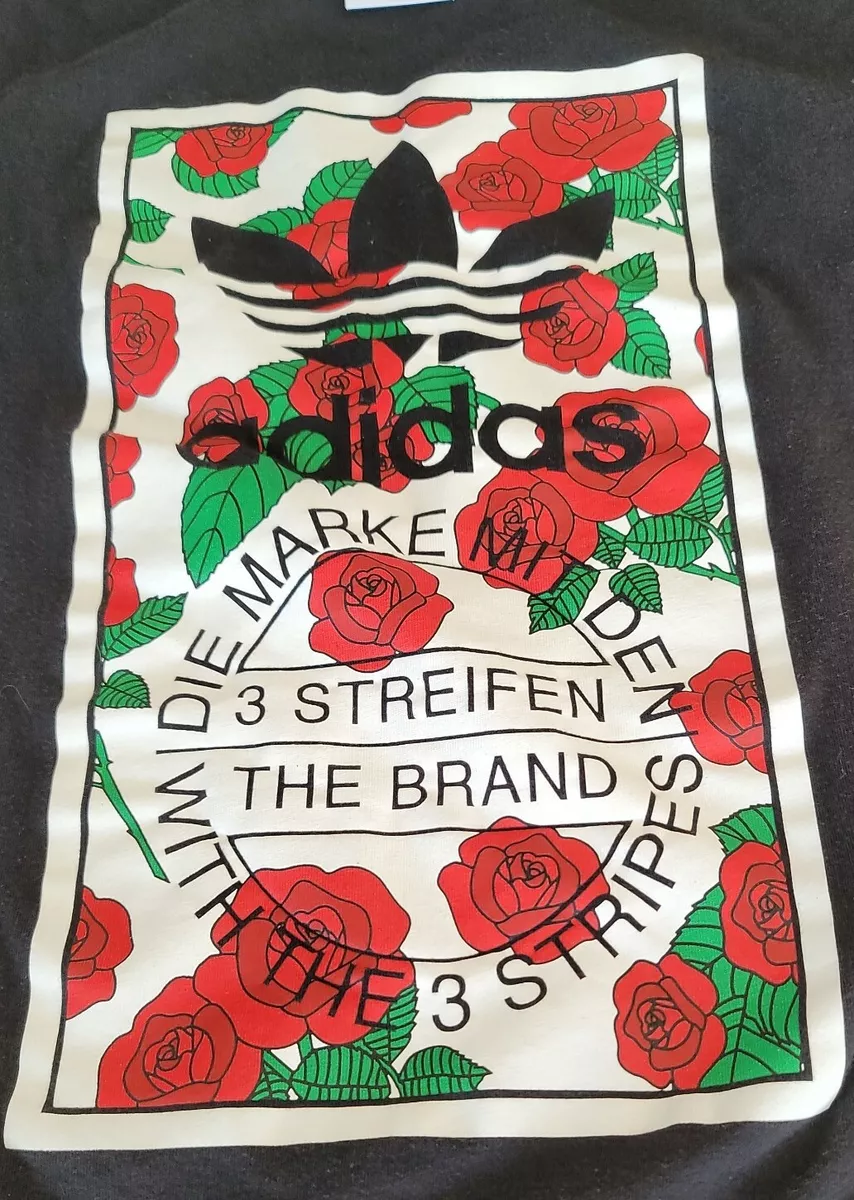 adidas
DIE MARKE MIT DEN
3 STREIFEN
THE BRAND
WITH THE 3 STRIPES